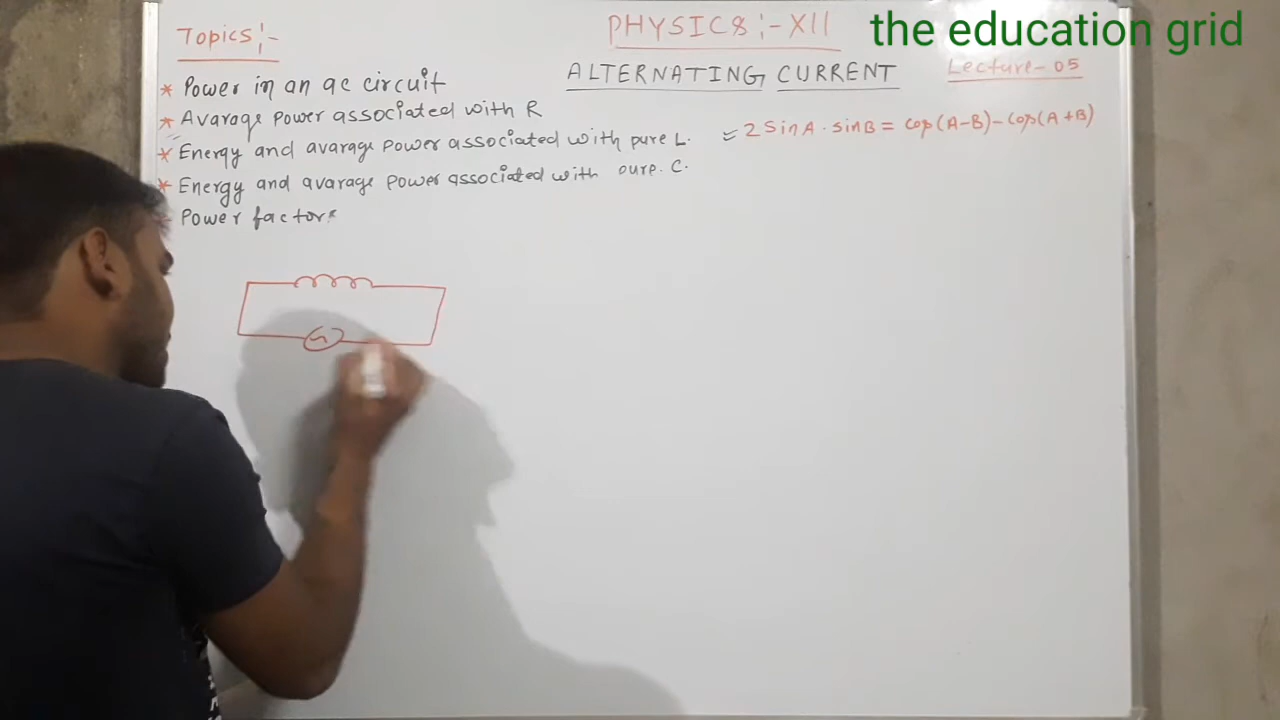 PHYSICS:- XII the education grid
Topics:-
ALTERNATING CURRENT Lecture-05
* Power in an ac circuit
* Avarage power associated with R
2 SinA . sinB = cos(A-B) - cos(A+B)
* Energy and avarage power associated with pure L.
* Energy and avarage power associated with pure C.
Power factor